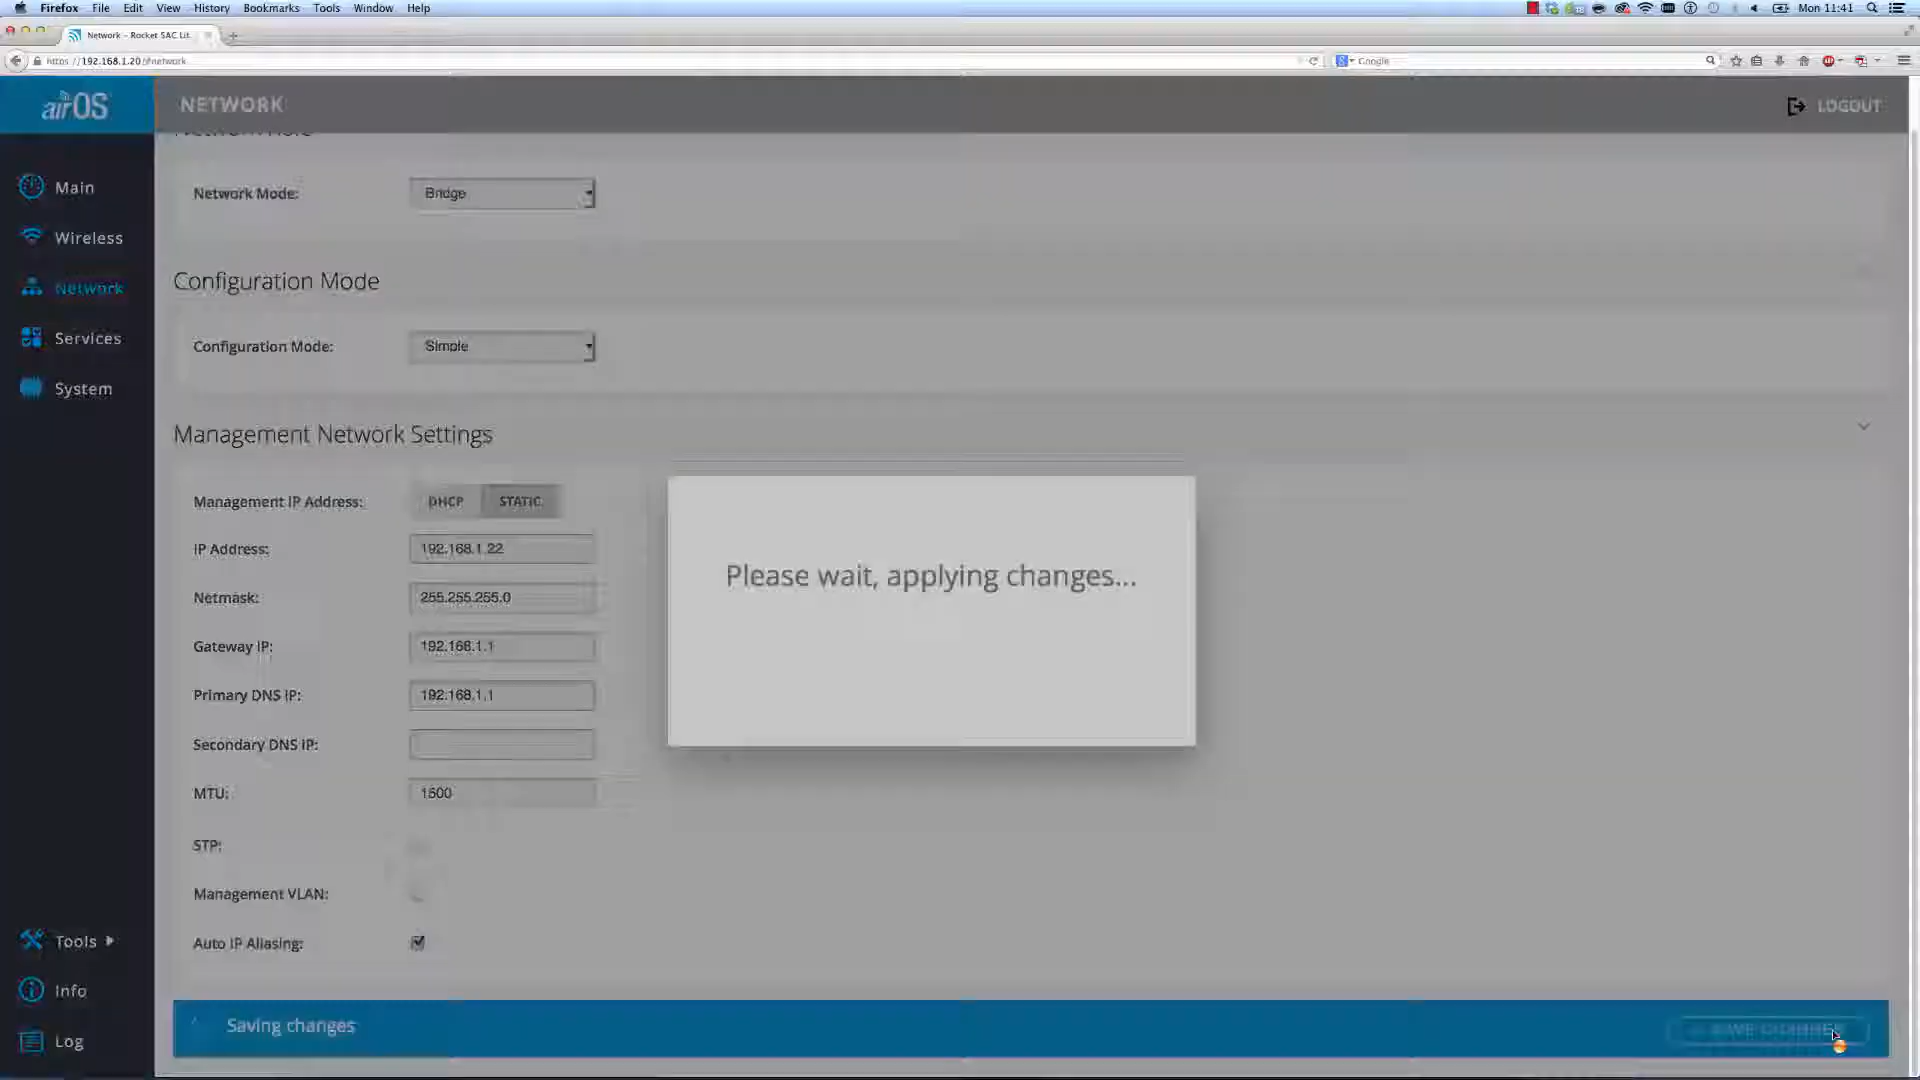 Firefox File Edit View History Bookmarks Tools Window Help Mon 11:41
Network - Rocket 5AC Lit...
https://192.168.1.20/#network Google
airOS NETWORK LOGOUT
Main
Network Mode: Bridge
Wireless
Configuration Mode
Network
Services
Configuration Mode: Simple
System
Management Network Settings
Management IP Address: DHCP STATIC
IP Address: 192.168.1.22
Please wait, applying changes...
Netmask: 255.255.255.0
Gateway IP: 192.168.1.1
Primary DNS IP: 192.168.1.1
Secondary DNS IP:
MTU: 1500
STP:
Management VLAN:
Tools
Auto IP Aliasing:
Info
Saving changes SAVE CHANGES
Log